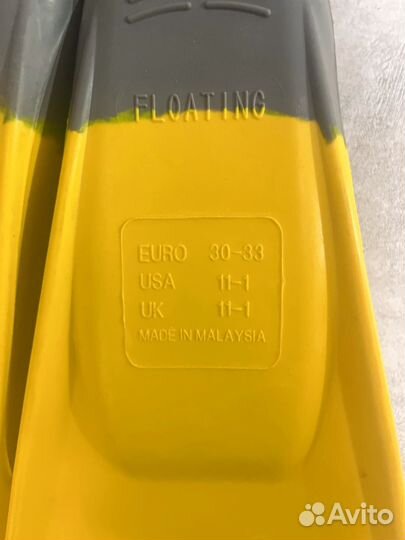 FLOATING
EURO 30-33
USA 11-1
UK 11-1
MADE IN MALAYSIA
Avito